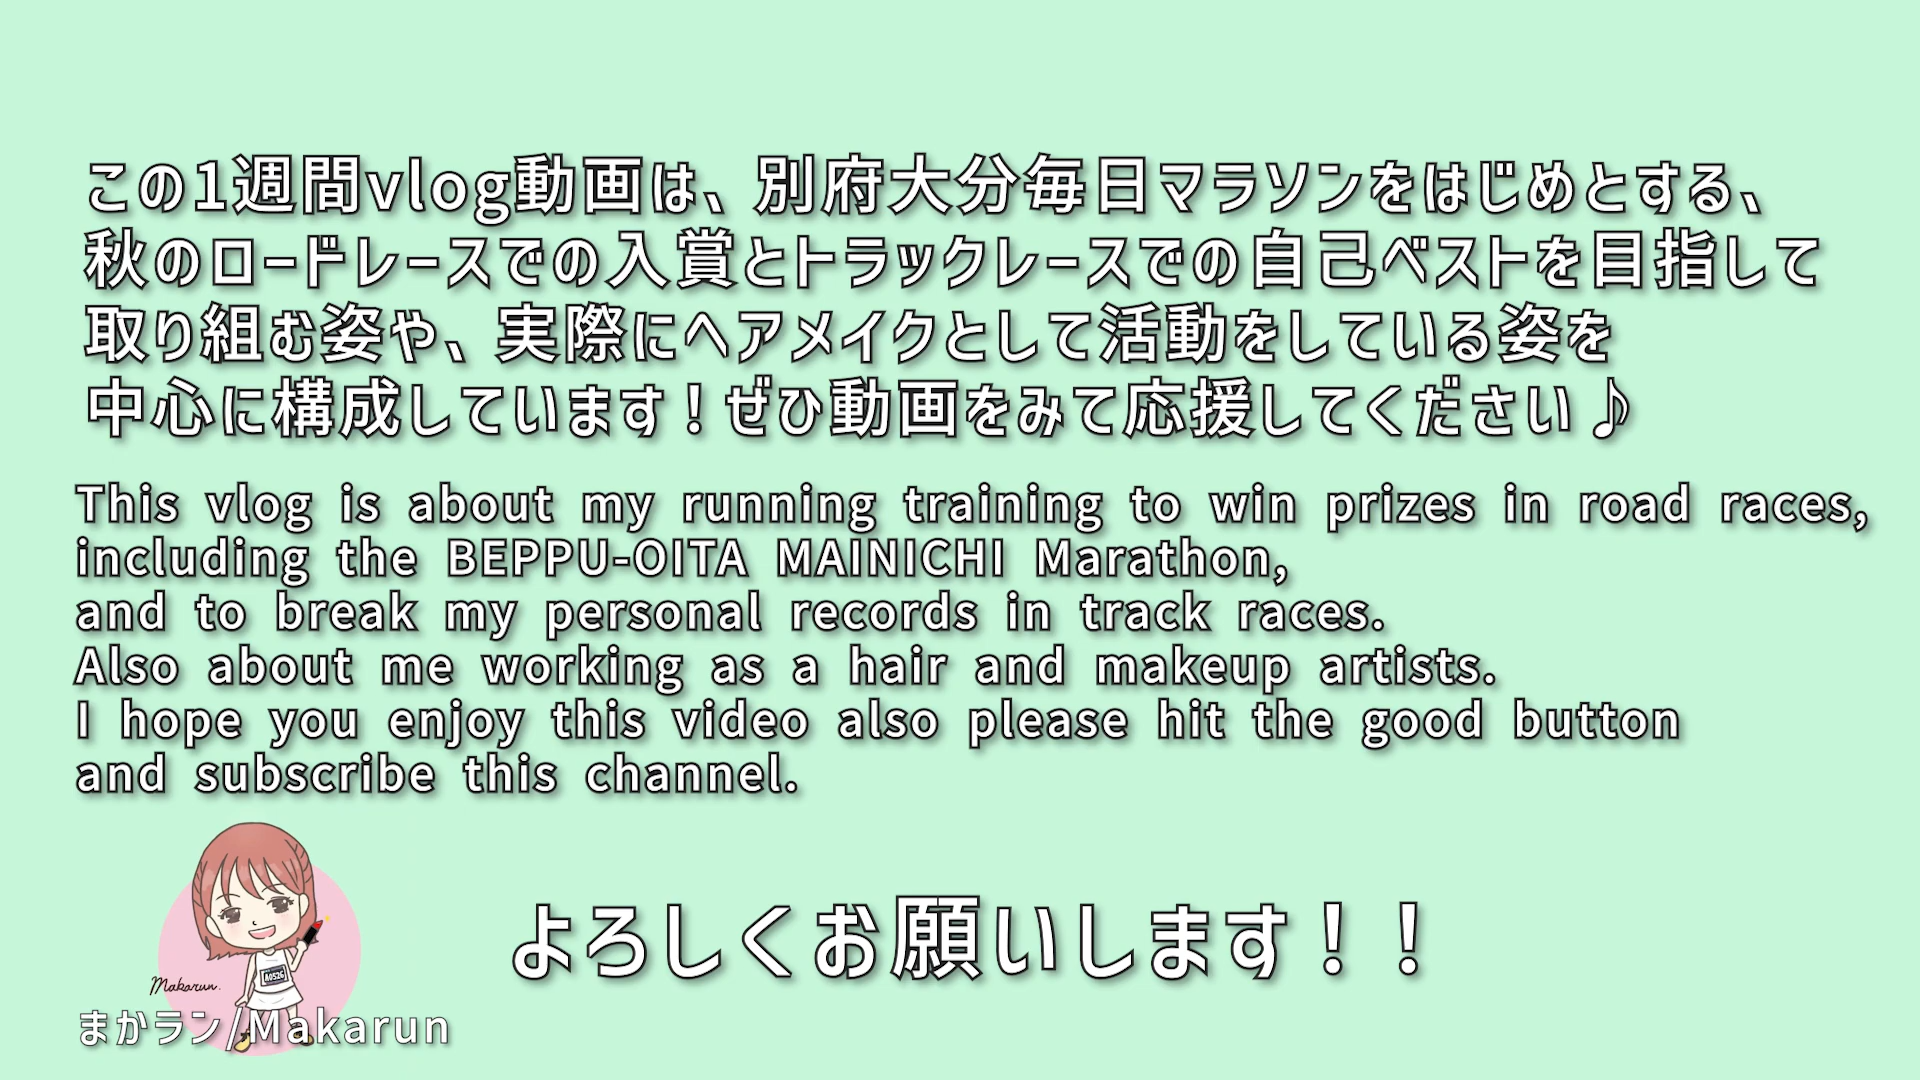 この1週間vlog動画は、別府大分毎日マラソンをはじめとする、
秋のロードレースでの入賞とトラックレースでの自己ベストを目指して
取り組む姿や、実際にヘアメイクとして活動をしている姿を
中心に構成しています！ぜひ動画をみて応援してください♪
This vlog is about my running training to win prizes in road races,
including the BEPPU-OITA MAINICHI Marathon,
and to break my personal records in track races.
Also about me working as a hair and makeup artists.
I hope you enjoy this video also please hit the good button
and subscribe this channel.
よろしくお願いします！！
A0526
Makarun.
まかラン/Makarun